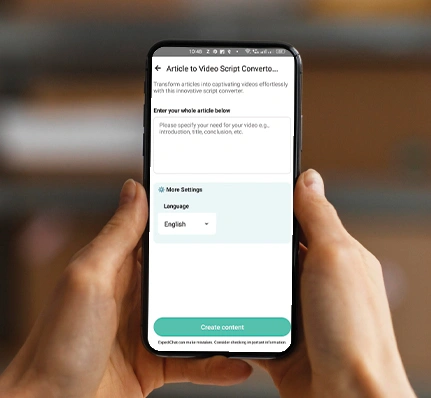 10:46
Article to Video Script Converto...
Transform articles into captivating videos effortlessly
with this innovative script converter.
Enter your whole article below
Please specify your need for your video e.g.,
introduction, title, conclusion, etc.
More Settings
Language
English
Create content
ExpertChat can make mistakes. Consider checking important information